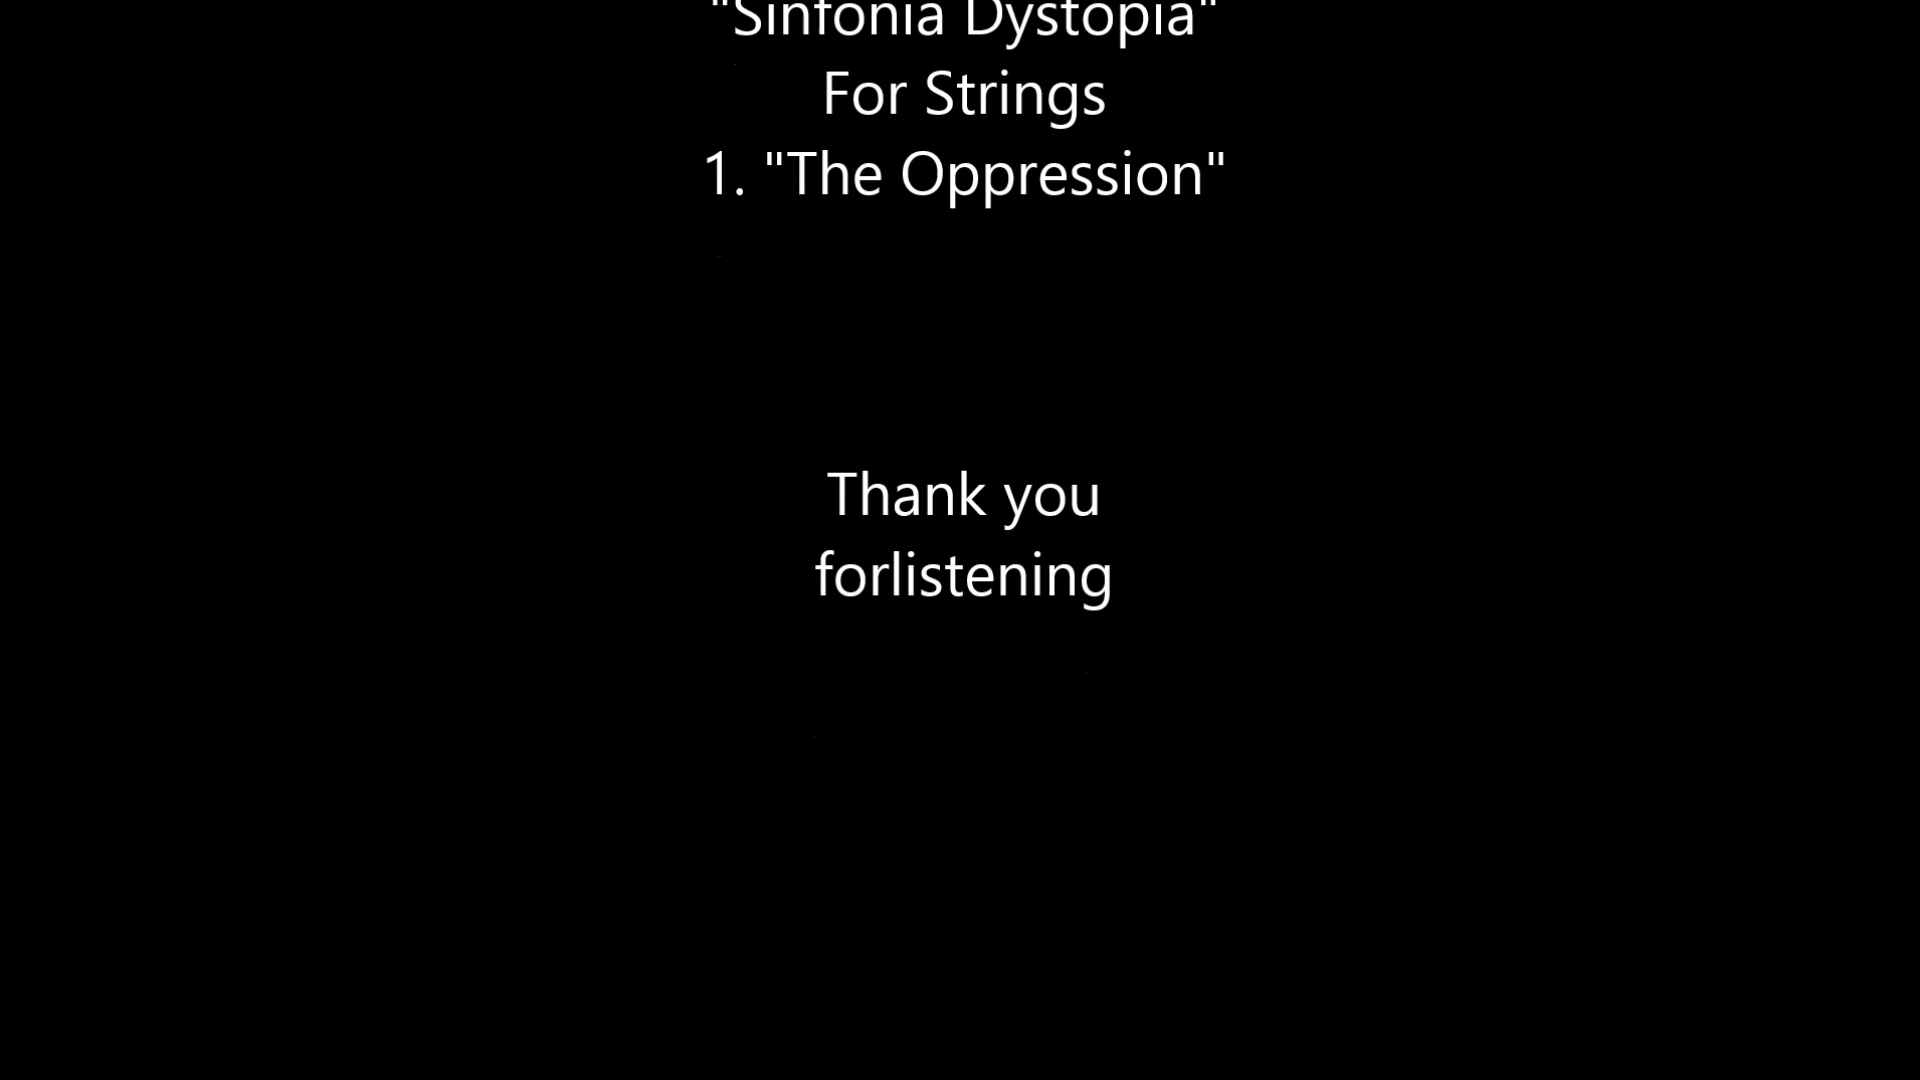 "Sinfonia Dystopia"
For Strings
1. "The Oppression"
Thank you
forlistening